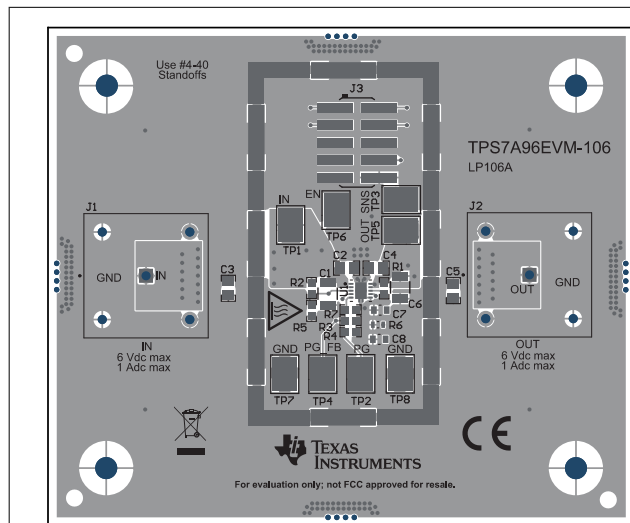 Use #4-40
Standoffs
J3
TPS7A96EVM-106
LP106A
J1
J2
IN
EN
OUT SNS
TP3
TP5
TP1
TP6
GND
IN
C3
C2
C4
R2
C1
R1
C5
OUT
GND
C6
R5
R7
R3
R4
C7
R6
C8
IN
6 Vdc max
1 Adc max
OUT
6 Vdc max
1 Adc max
GND
PG FB
PG
GND
TP7
TP4
TP2
TP8
TEXAS
INSTRUMENTS
CE
For evaluation only; not FCC approved for resale.